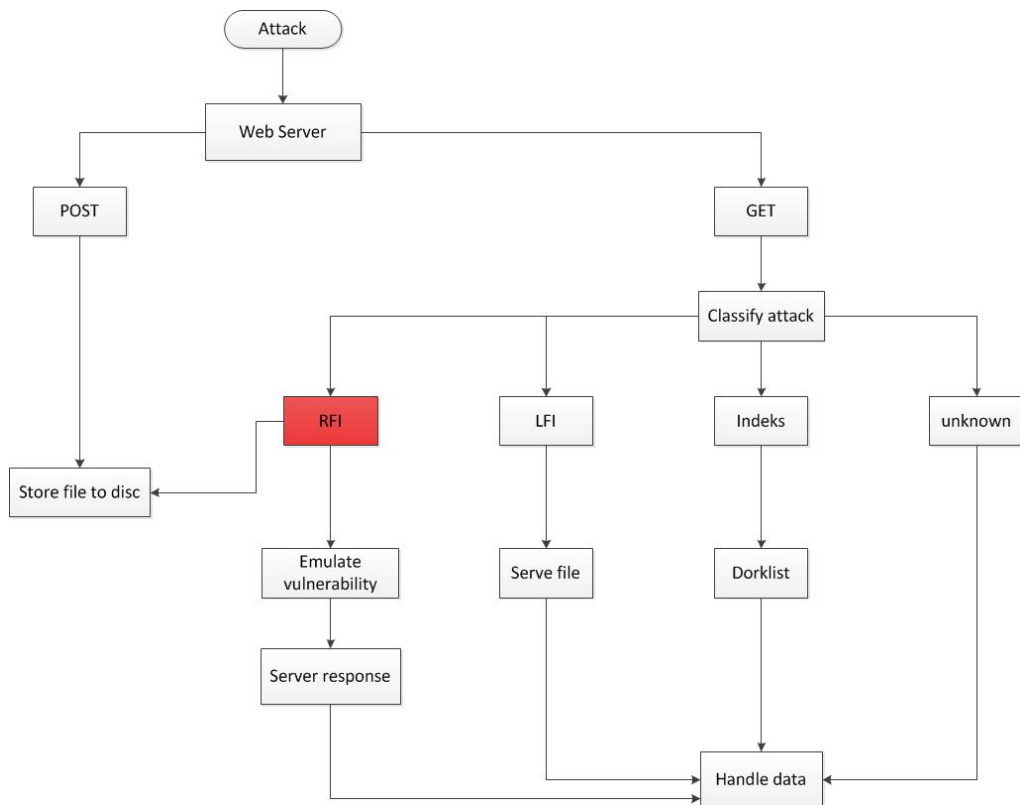 Attack
Web Server
POST
GET
Classify attack
RFI
LFI
Indeks
unknown
Store file to disc
Emulate
vulnerability
Serve file
Dorklist
Server response
Handle data